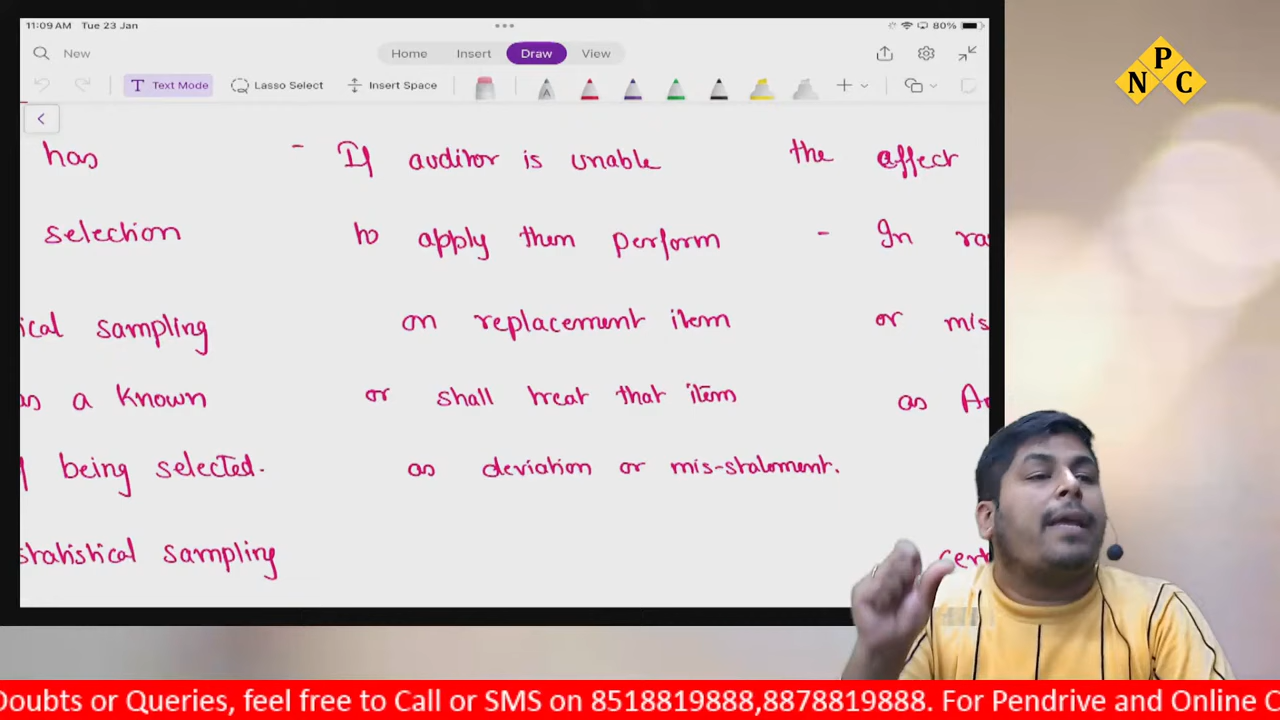 11:09 AM Tue 23 Jan
80%
New
Home
Insert
Draw
View
Text Mode
Lasso Select
Insert Space
N P C
has
selection
ical sampling
as a known
being selected.
statistical sampling
- If auditor is unable
to apply them perform
on replacement item
or shall treat that item
as deviation or mis-statement.
the affect
- In ra
or mis
as A
cert
Doubts or Queries, feel free to Call or SMS on 8518819888,8878819888. For Pendrive and Online C